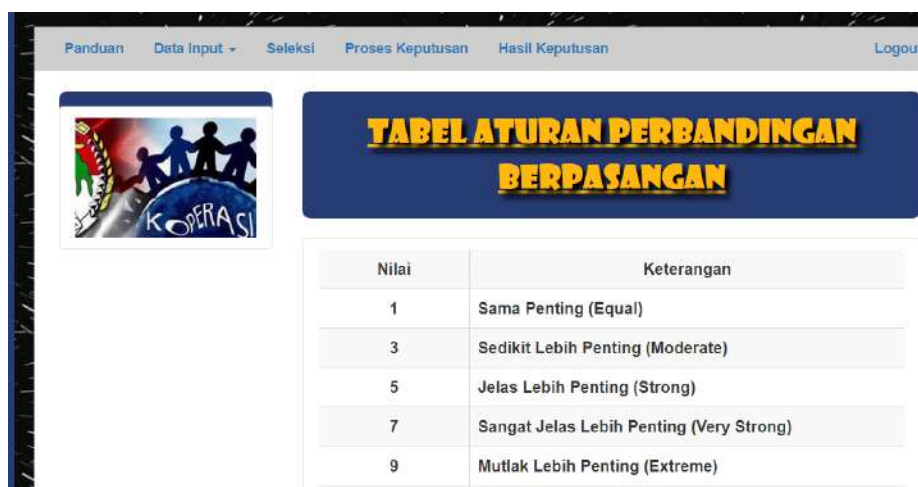 Panduan Data Input Seleksi Proses Keputusan Hasil Keputusan Logout
KOPERASI
TABEL ATURAN PERBANDINGAN
BERPASANGAN
Nilai Keterangan
1 Sama Penting (Equal)
3 Sedikit Lebih Penting (Moderate)
5 Jelas Lebih Penting (Strong)
7 Sangat Jelas Lebih Penting (Very Strong)
9 Mutlak Lebih Penting (Extreme)